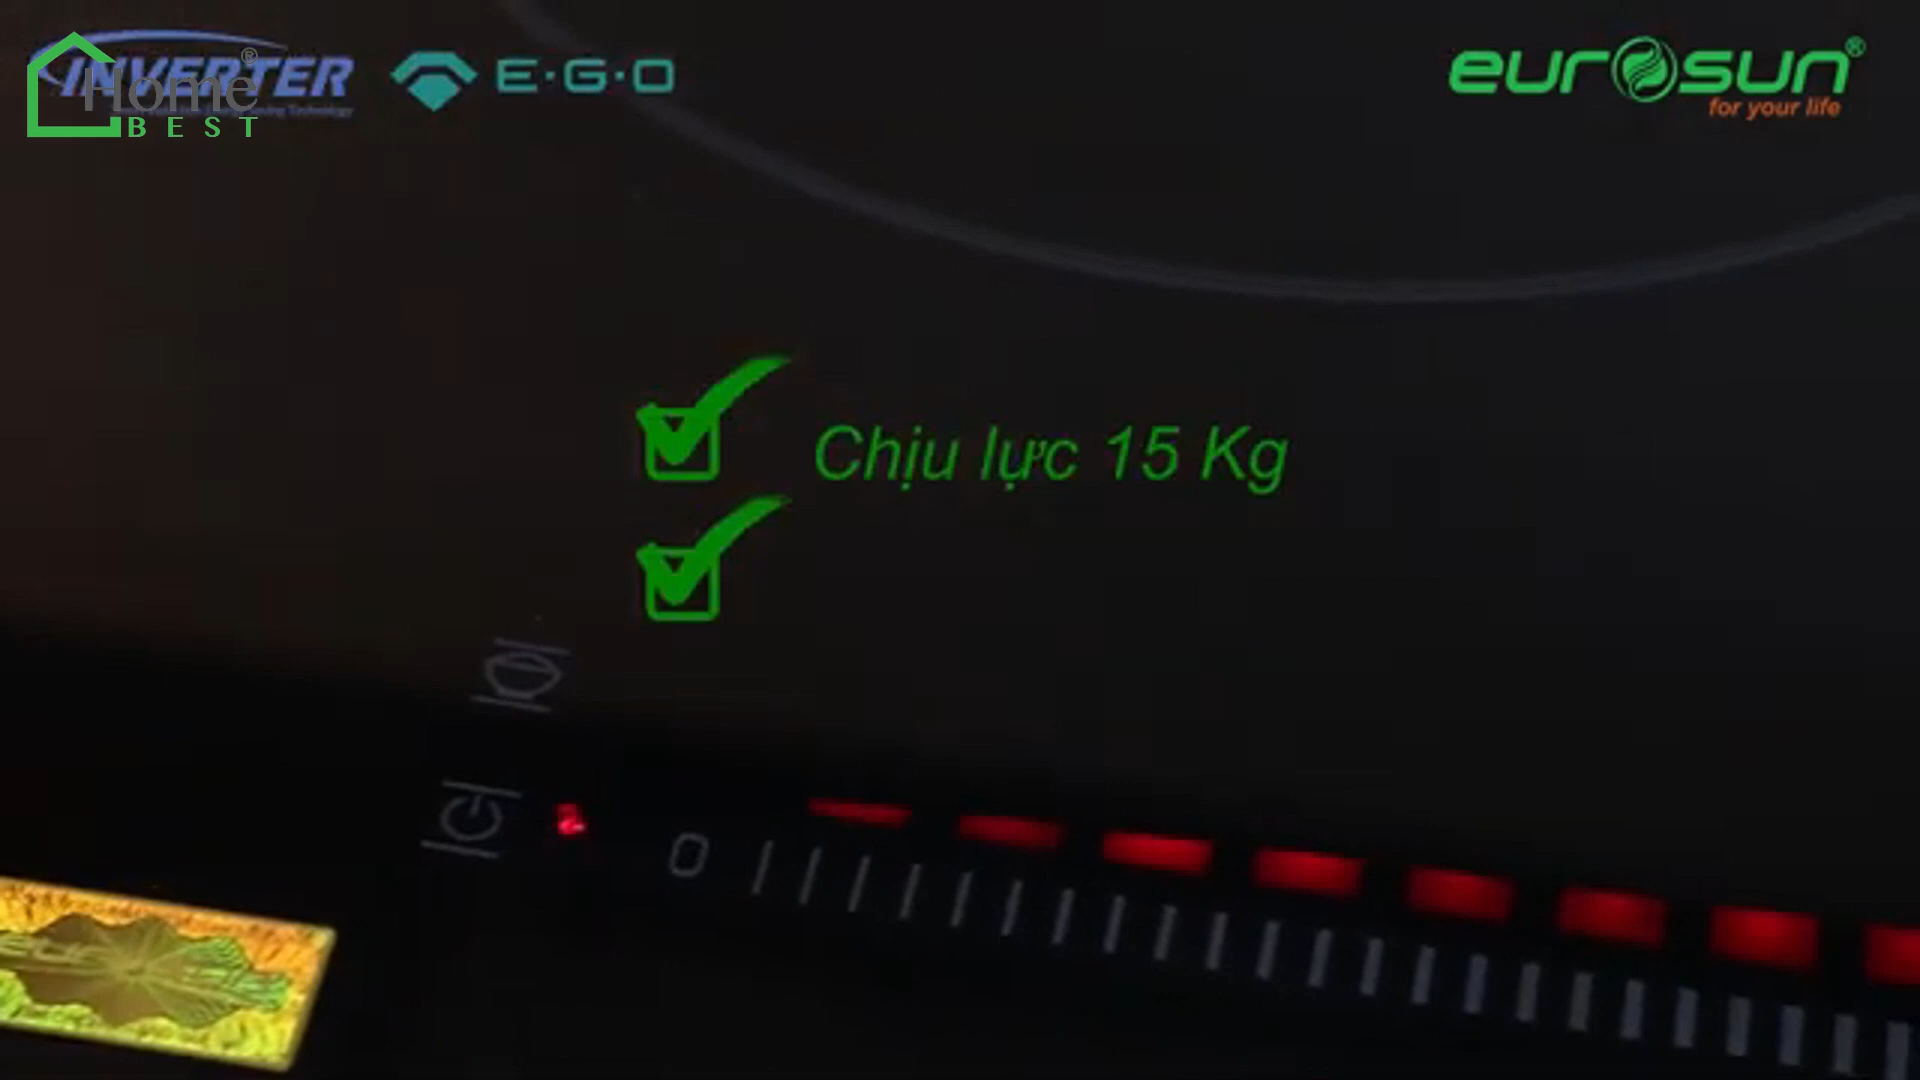 INVERTER
Home®
BEST
E·G·O
eurosun®
for your life
Chịu lực 15 Kg
0